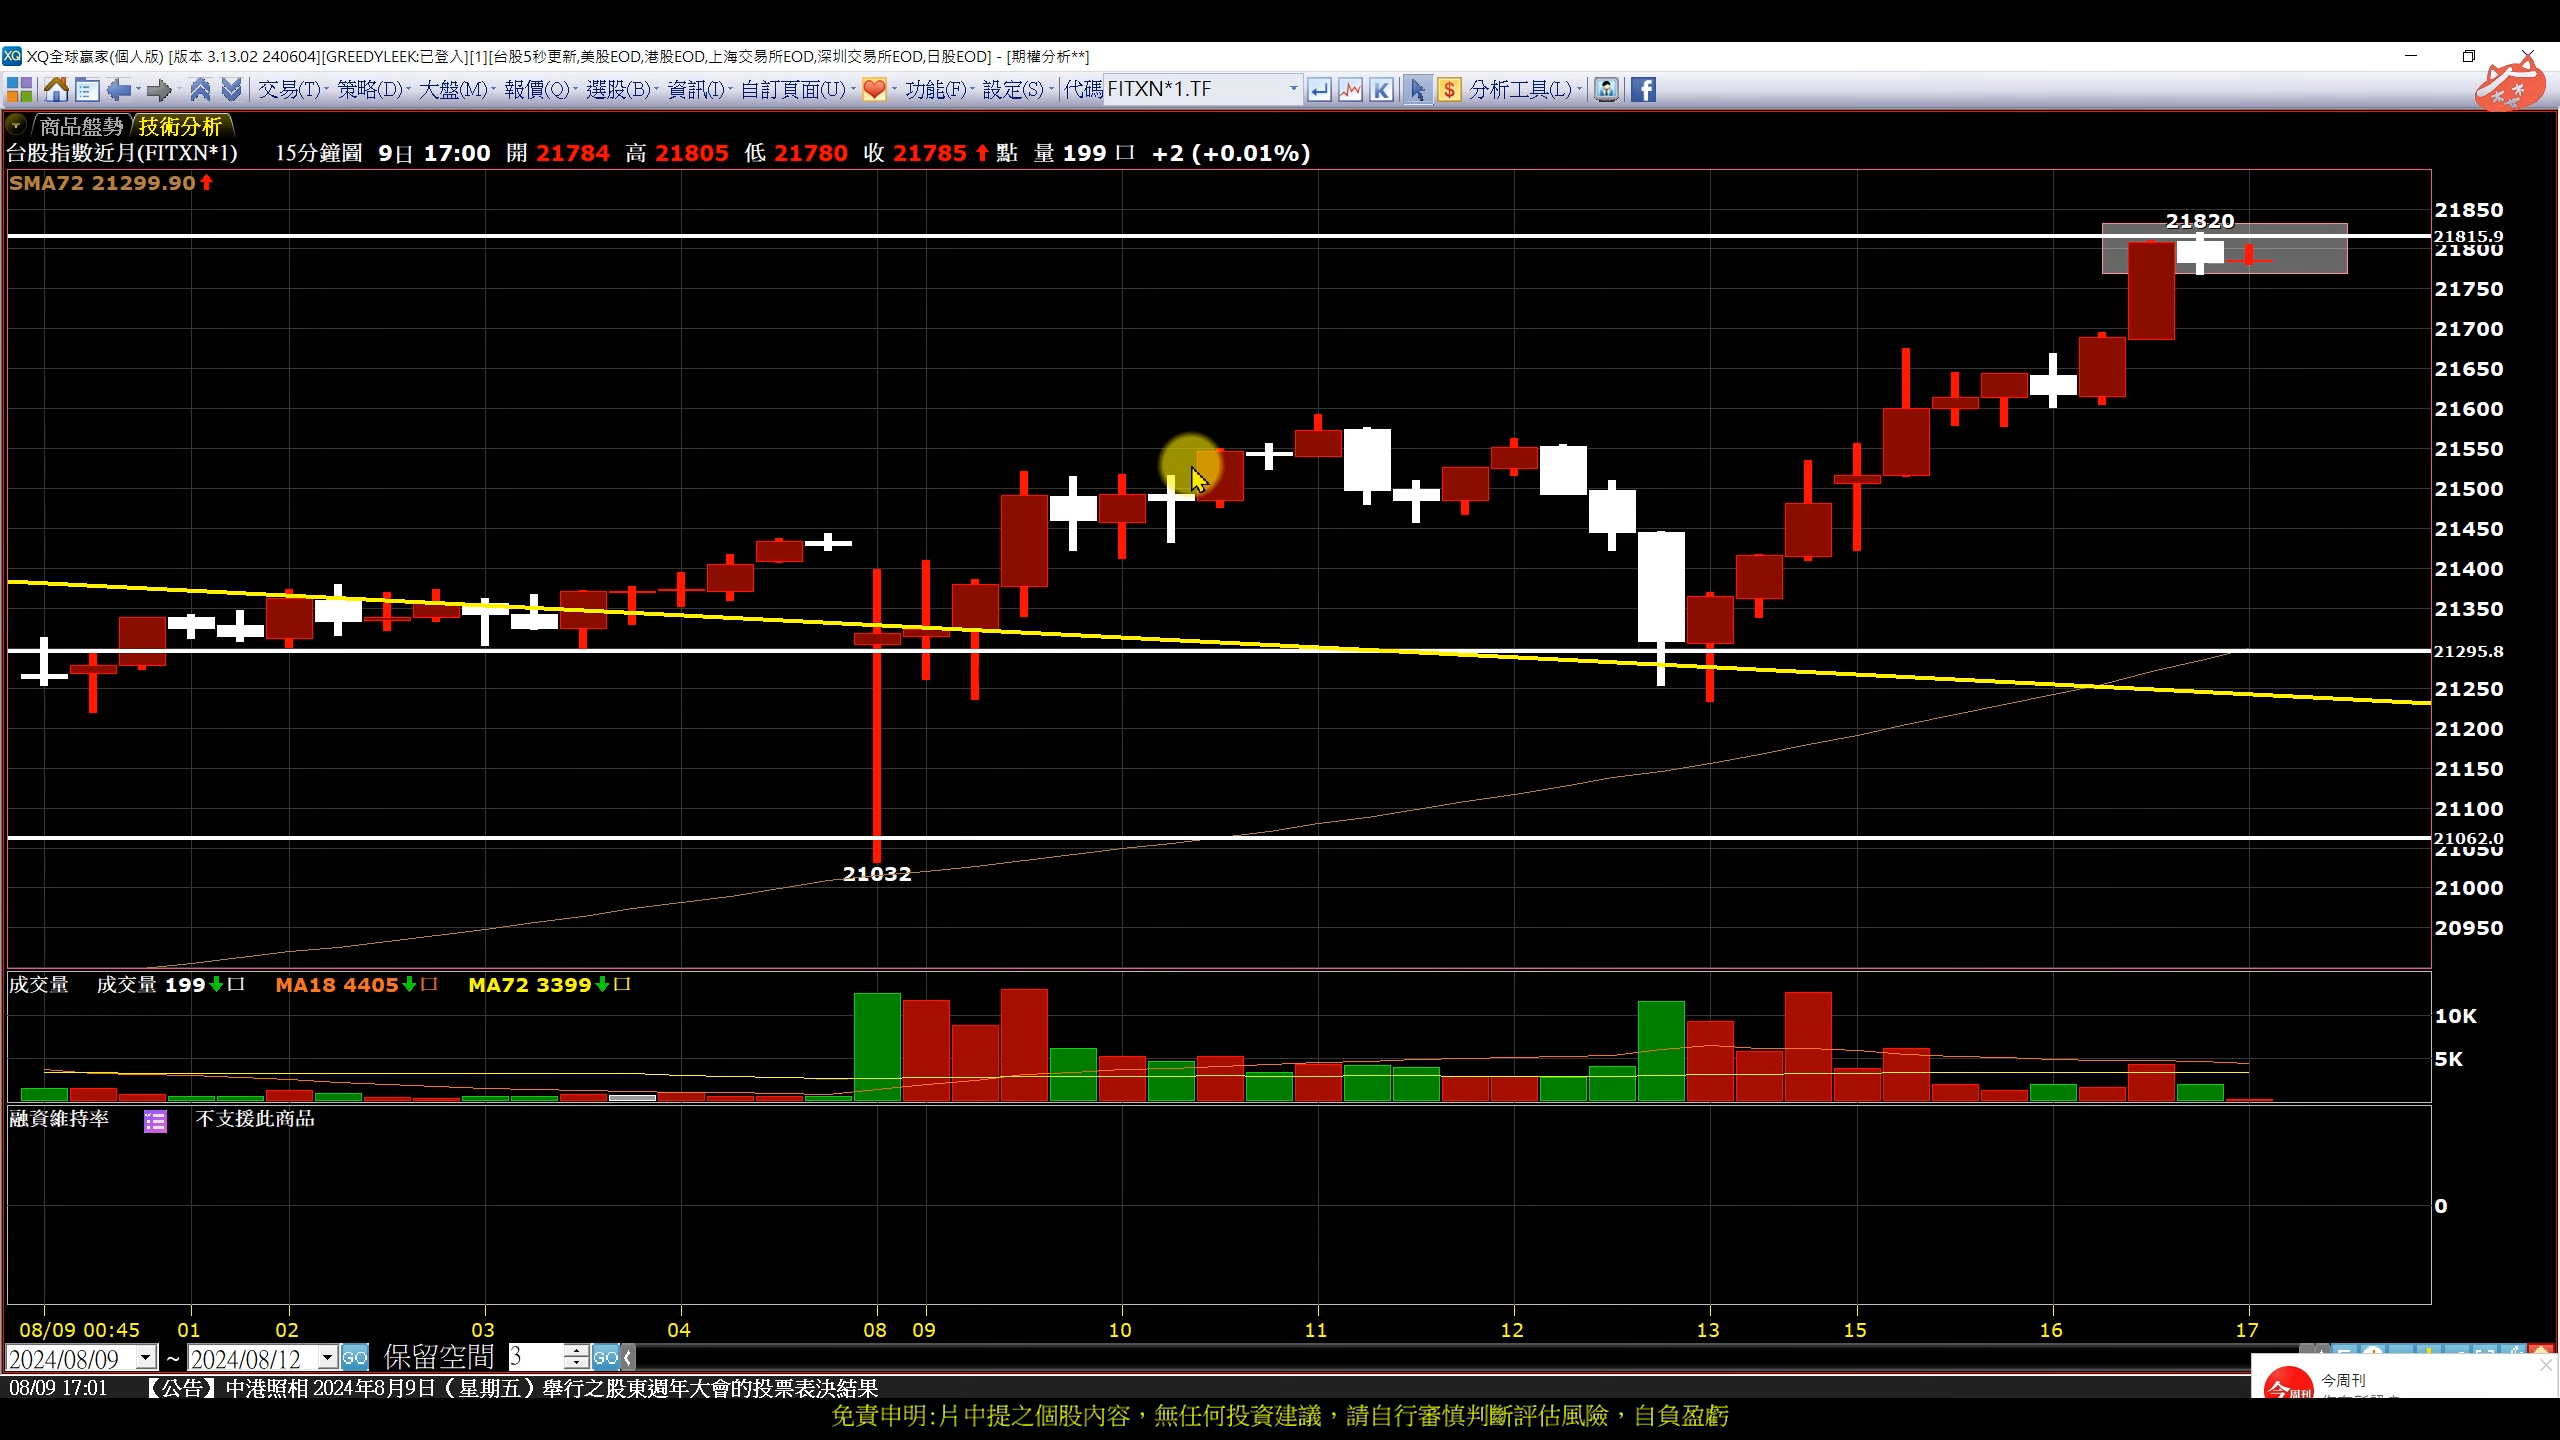 XQ全球贏家(個人版) [版本 3.13.02 240604][GREEDYLEEK:已登入][1][台股5秒更新,美股EOD,港股EOD,上海交易所EOD,深圳交易所EOD,日股EOD] - [期權分析**]
交易(T) 策略(D) 大盤(M) 報價(Q) 選股(B) 資訊(I) 自訂頁面(U) 功能(F) 設定(S) 代碼 FITXN*1.TF K $ 分析工具(L)
商品盤勢 技術分析
台股指數近月(FITXN*1) 15分鐘圖 9日 17:00 開 21784 高 21805 低 21780 收 21785 點 量 199 口 +2 (+0.01%)
SMA72 21299.90
21820
21850
21815.9
21800
21750
21700
21650
21600
21550
21500
21450
21400
21350
21295.8
21250
21200
21150
21100
21062.0
21050
21032
21000
20950
成交量 成交量 199 口 MA18 4405 口 MA72 3399 口
10K
5K
融資維持率 不支援此商品
0
08/09 00:45 01 02 03 04 08 09 10 11 12 13 15 16 17
2024/08/09 ~ 2024/08/12 GO 保留空間 3 GO
08/09 17:01 【公告】中港照相2024年8月9日（星期五）舉行之股東週年大會的投票表決結果
今周刊
今周刊
免責申明:片中提之個股內容，無任何投資建議，請自行審慎判斷評估風險，自負盈虧